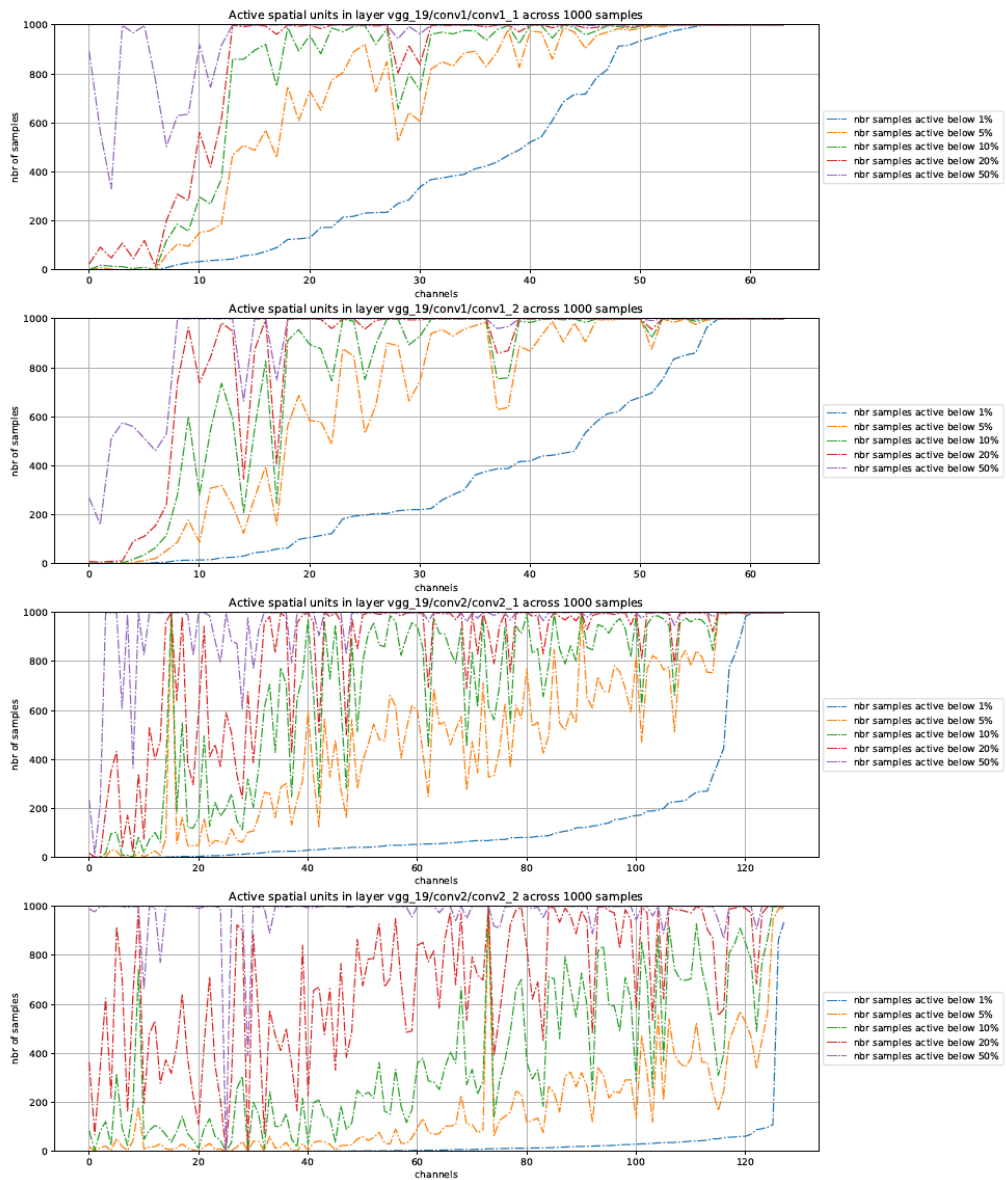 Active spatial units in layer vgg_19/conv1/conv1_1 across 1000 samples
1000
800
600
400
200
0
nbr of samples
0 10 20 30 40 50 60
channels
nbr samples active below 1%
nbr samples active below 5%
nbr samples active below 10%
nbr samples active below 20%
nbr samples active below 50%
Active spatial units in layer vgg_19/conv1/conv1_2 across 1000 samples
1000
800
600
400
200
0
nbr of samples
0 10 20 30 40 50 60
channels
nbr samples active below 1%
nbr samples active below 5%
nbr samples active below 10%
nbr samples active below 20%
nbr samples active below 50%
Active spatial units in layer vgg_19/conv2/conv2_1 across 1000 samples
1000
800
600
400
200
0
nbr of samples
0 20 40 60 80 100 120
channels
nbr samples active below 1%
nbr samples active below 5%
nbr samples active below 10%
nbr samples active below 20%
nbr samples active below 50%
Active spatial units in layer vgg_19/conv2/conv2_2 across 1000 samples
1000
800
600
400
200
0
nbr of samples
0 20 40 60 80 100 120
channels
nbr samples active below 1%
nbr samples active below 5%
nbr samples active below 10%
nbr samples active below 20%
nbr samples active below 50%